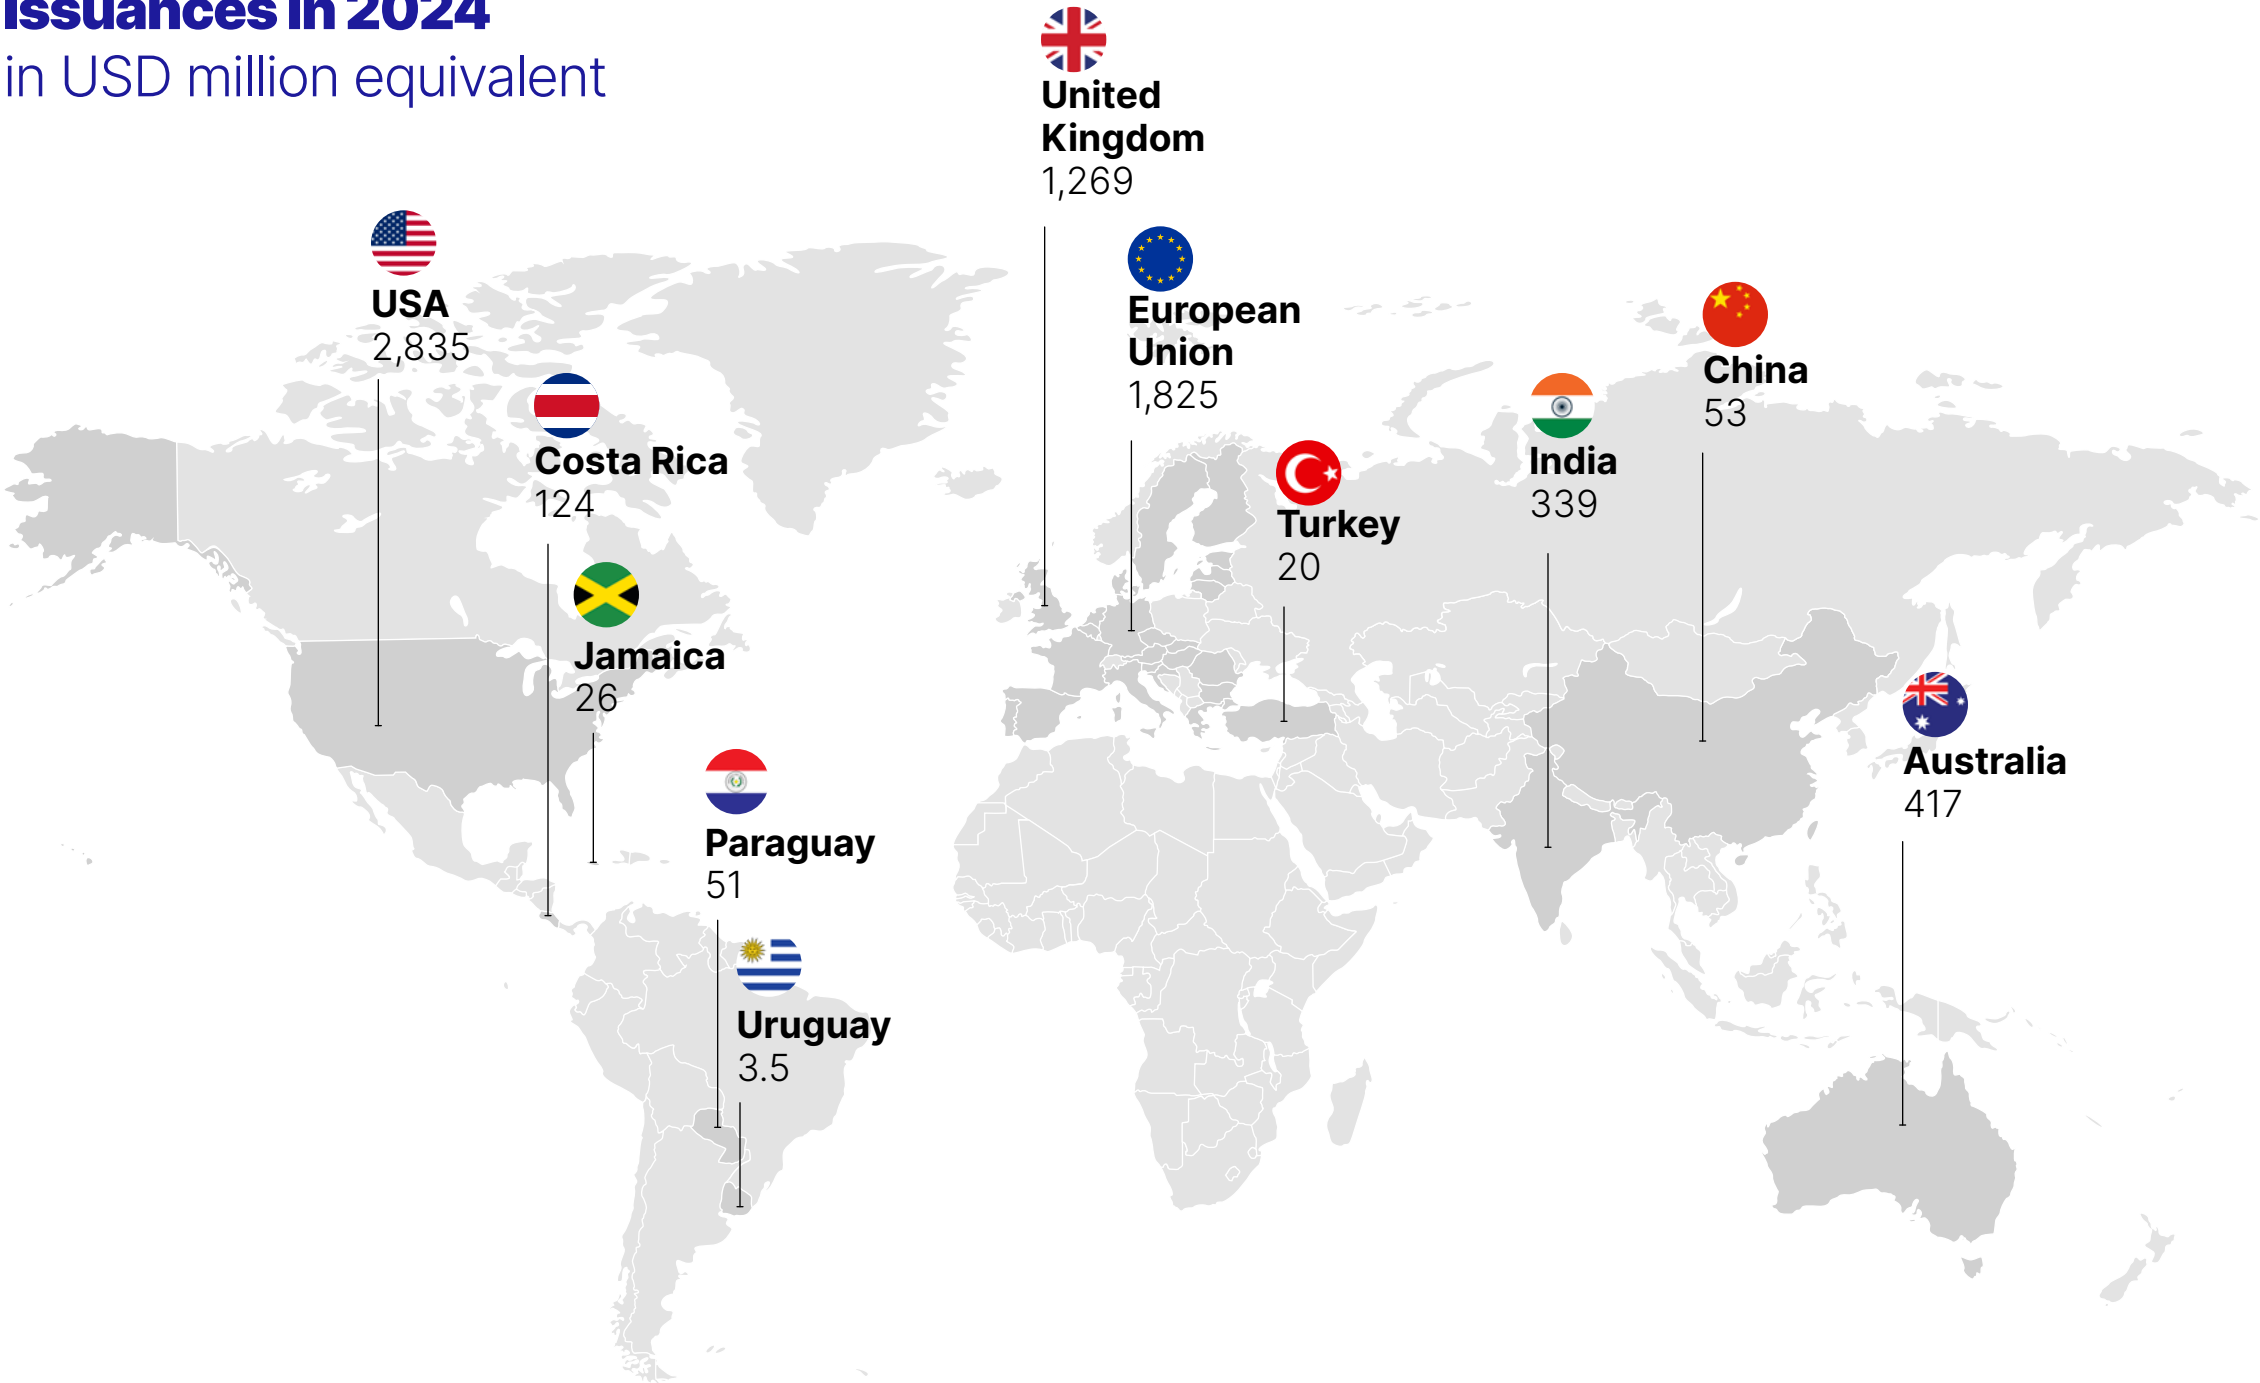 Issuances in 2024
in USD million equivalent
United
Kingdom
1,269
USA
2,835
European
Union
1,825
China
53
Costa Rica
124
India
339
Turkey
20
Jamaica
26
Australia
417
Paraguay
51
Uruguay
3.5